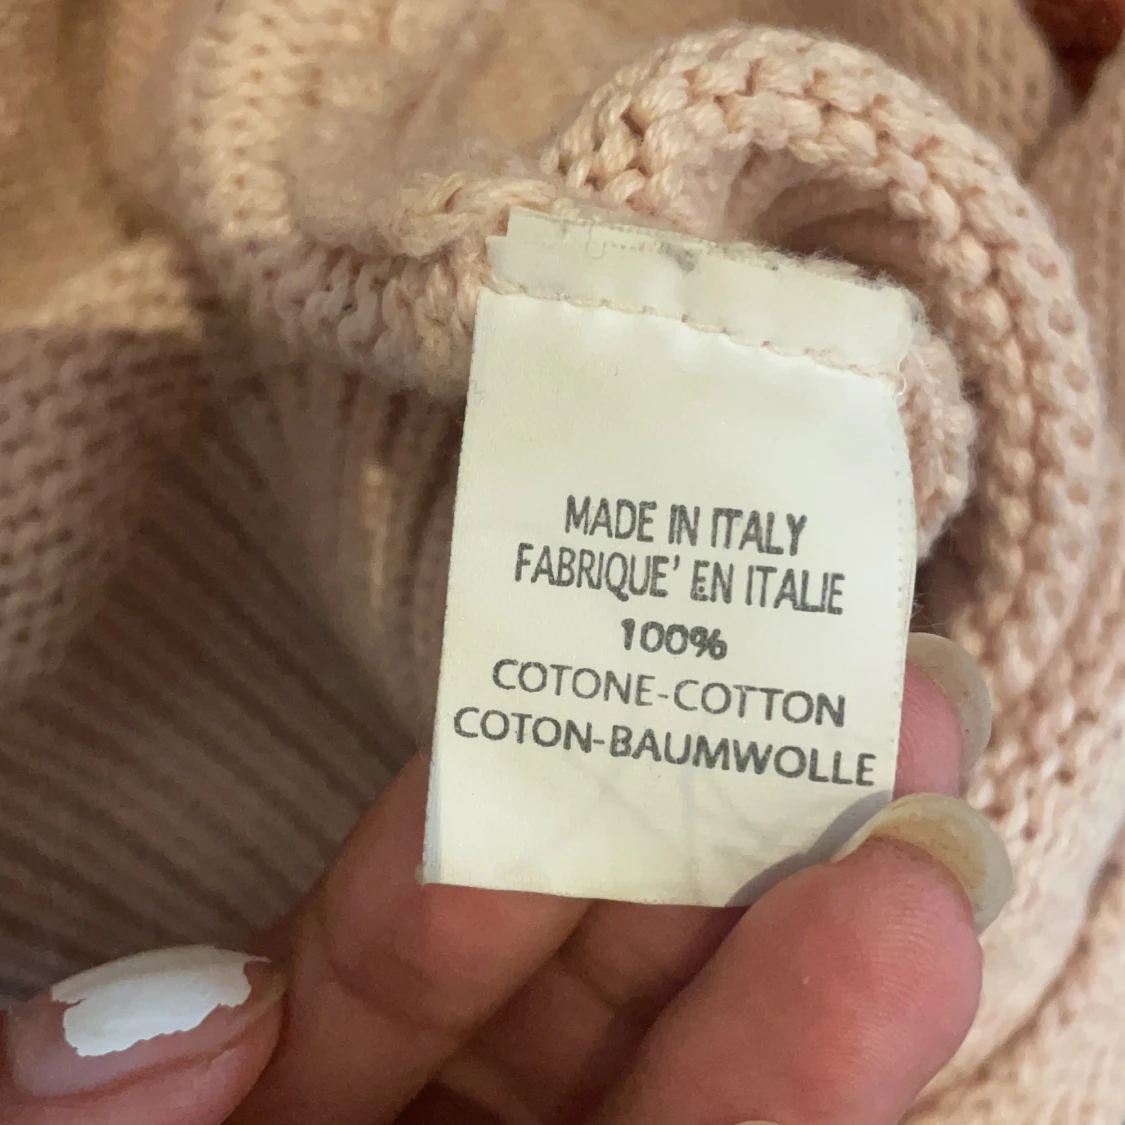 MADE IN ITALY
FABRIQUE' EN ITALIE
100%
COTONE-COTTON
COTON-BAUMWOLLE